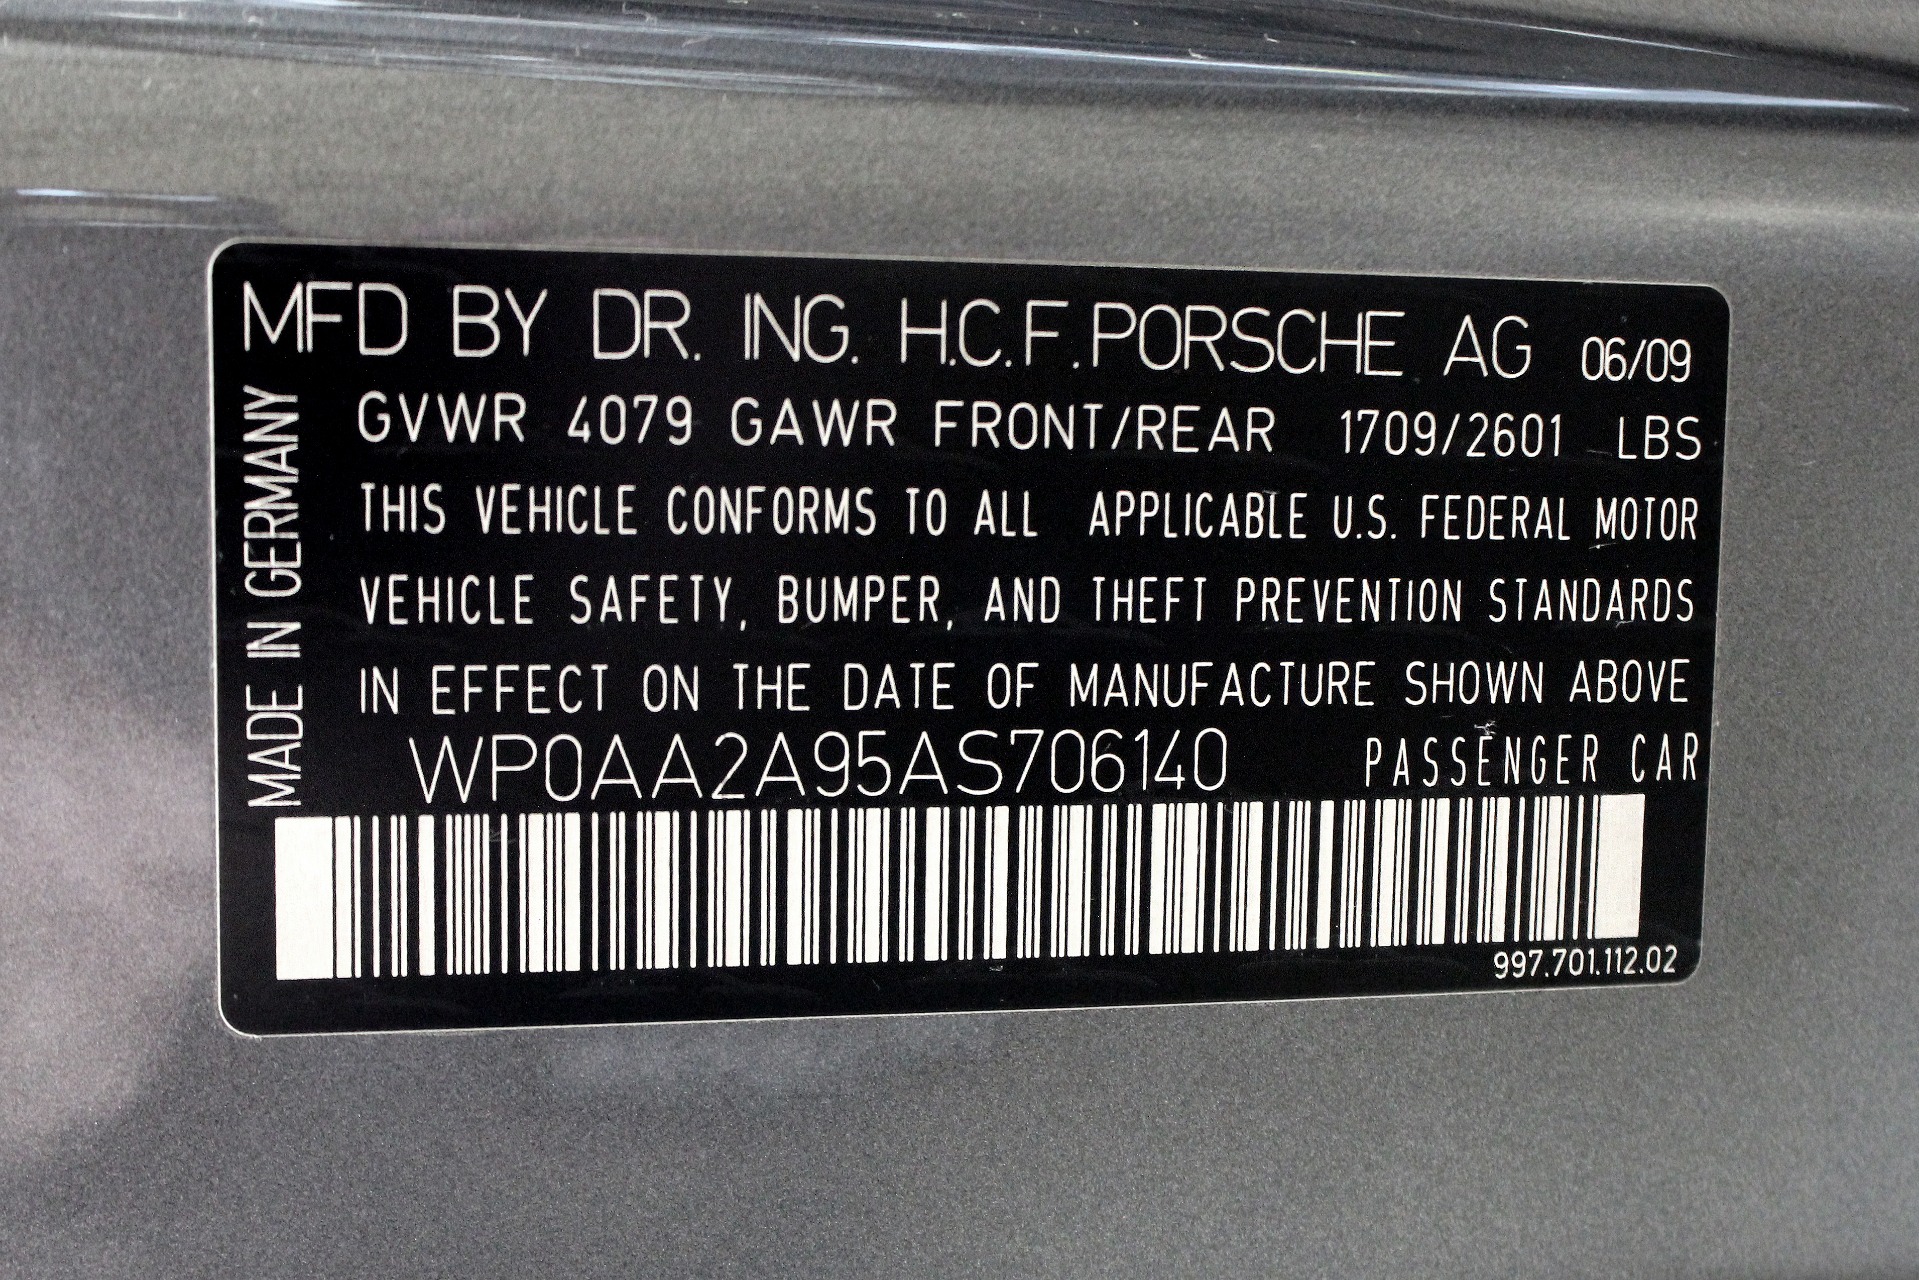 MFD BY DR. ING. H.C.F. PORSCHE AG 06/09
GVWR 4079 GAWR FRONT/REAR 1709/2601 LBS
THIS VEHICLE CONFORMS TO ALL APPLICABLE U.S. FEDERAL MOTOR
VEHICLE SAFETY, BUMPER, AND THEFT PREVENTION STANDARDS
IN EFFECT ON THE DATE OF MANUFACTURE SHOWN ABOVE
WP0AA2A95AS706140 PASSENGER CAR
997.701.112.02
MADE IN GERMANY